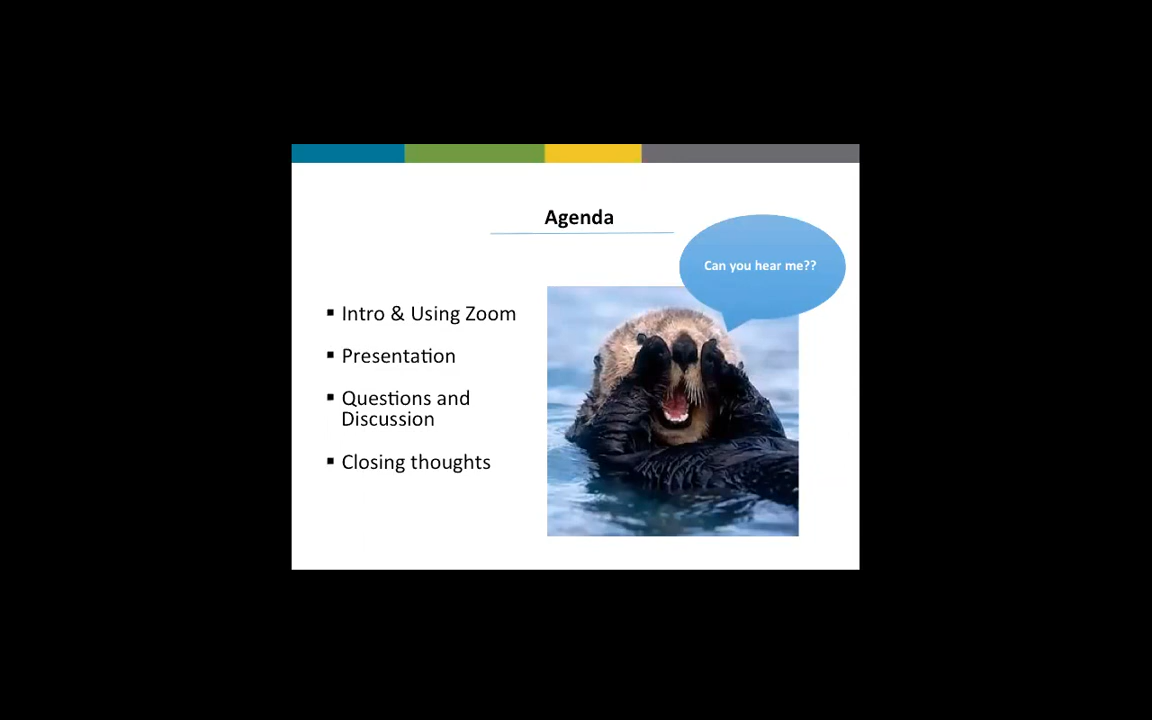 Agenda
Can you hear me??
▪ Intro & Using Zoom
▪ Presentation
▪ Questions and
Discussion
▪ Closing thoughts